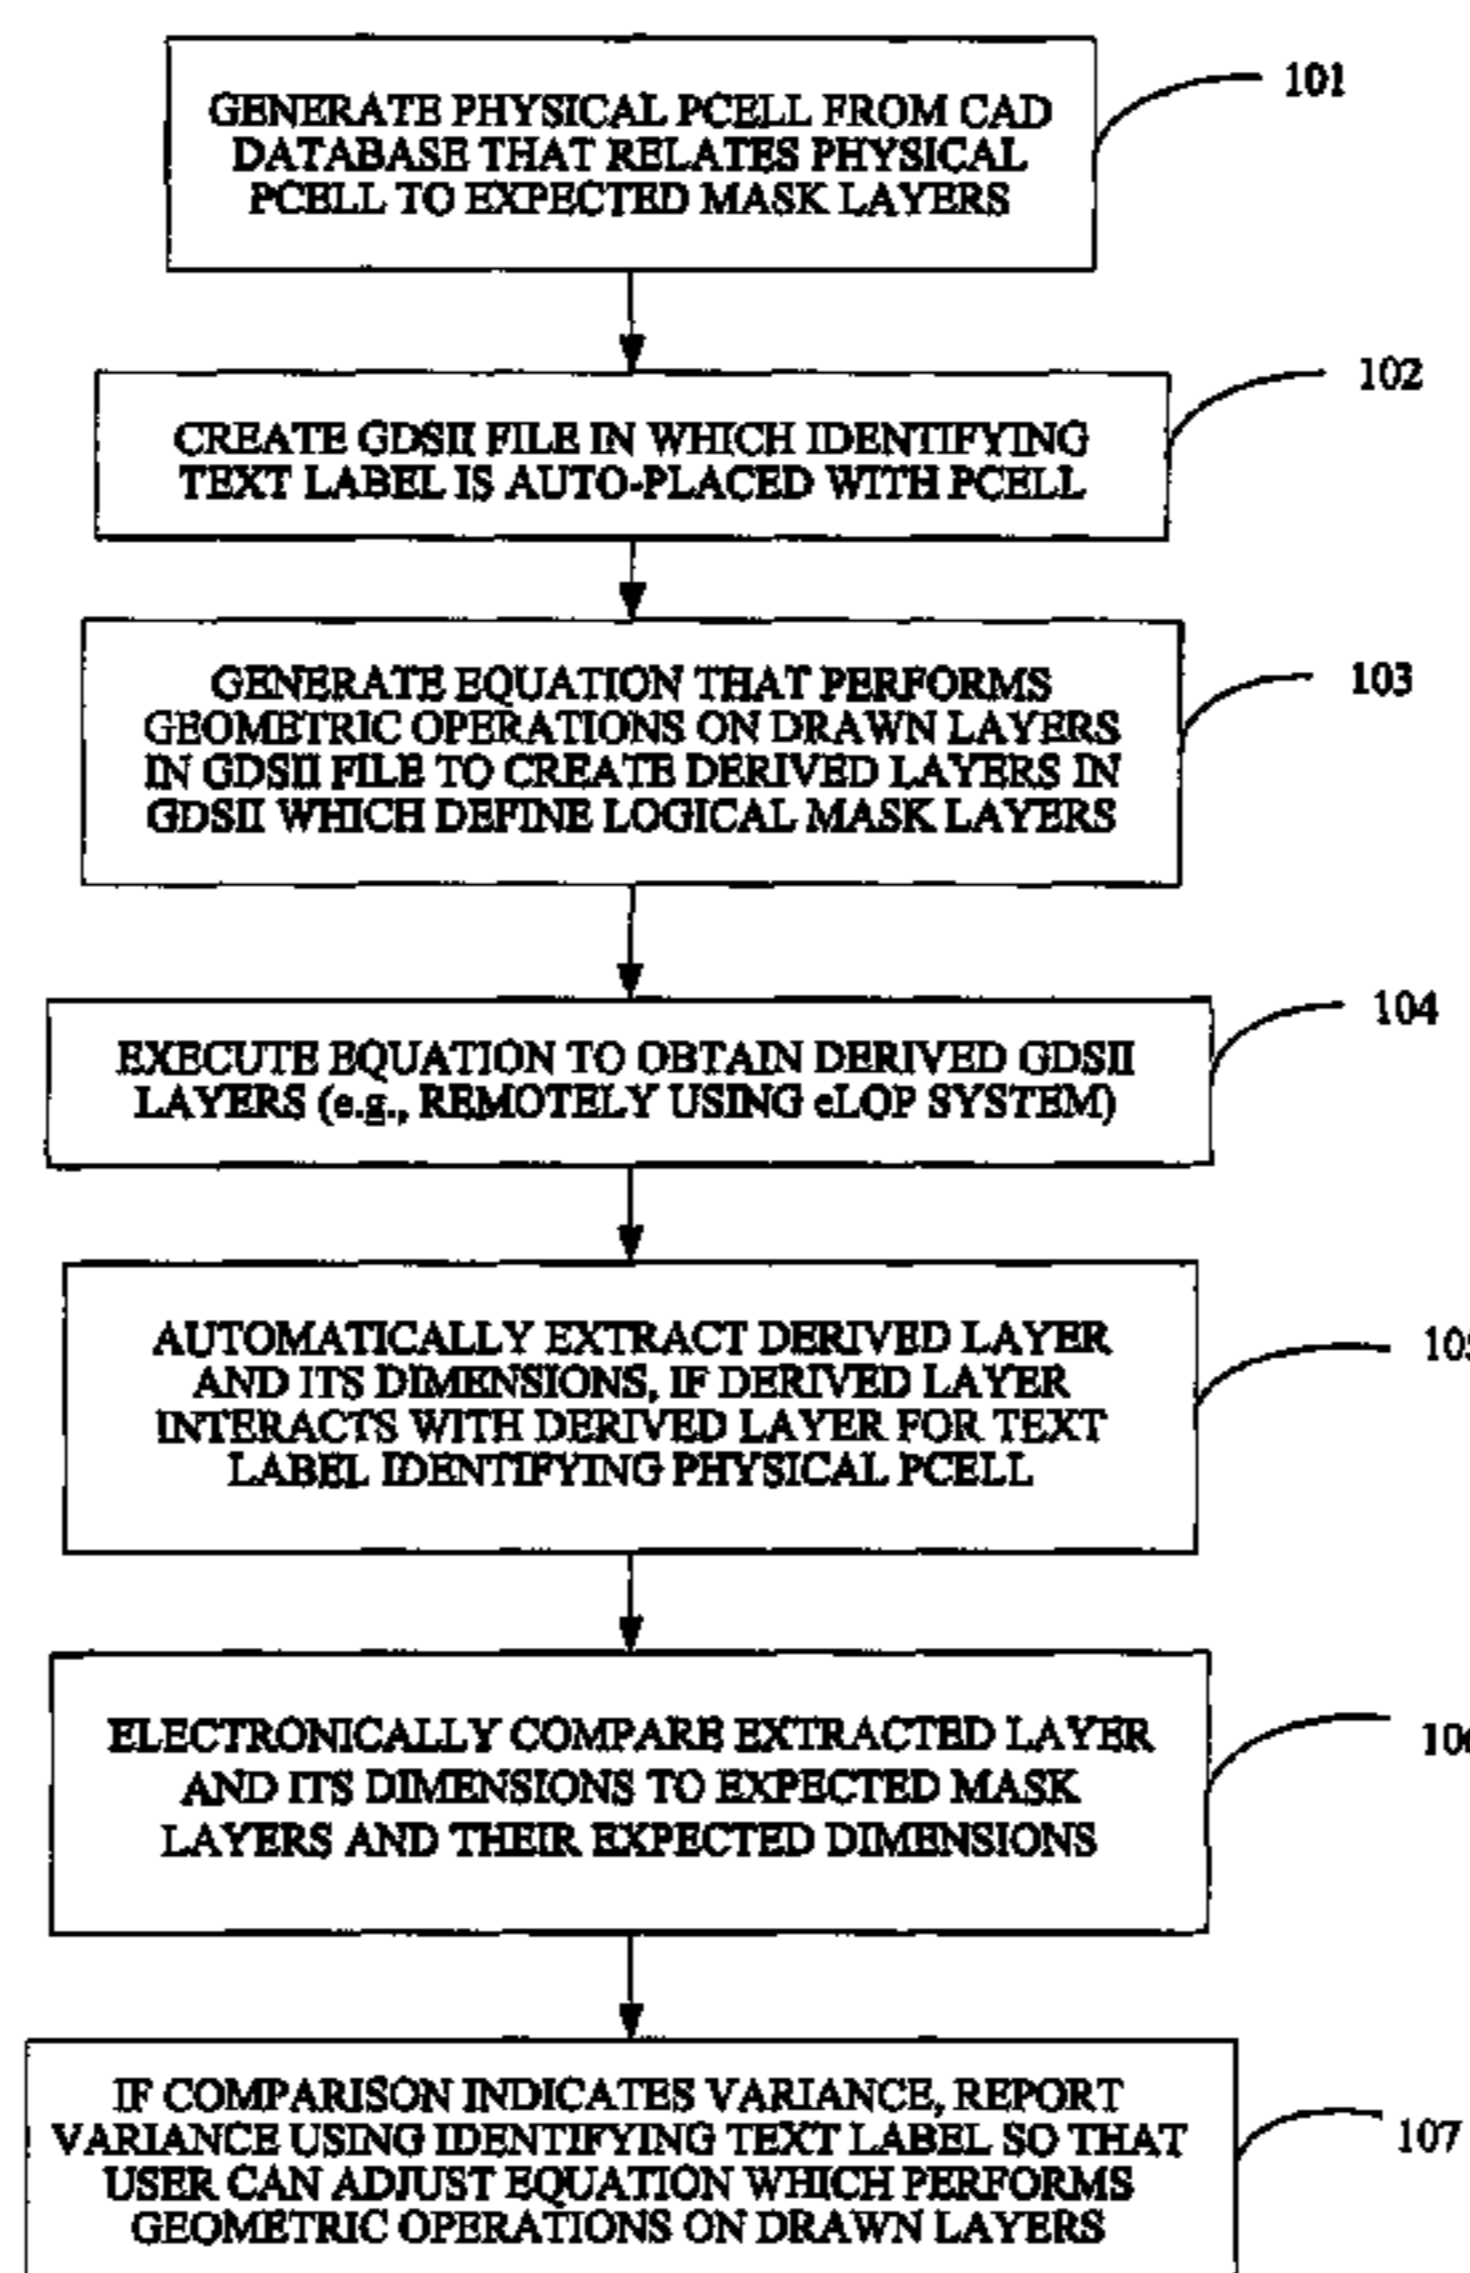 GENERATE PHYSICAL PCELL FROM CAD
DATABASE THAT RELATES PHYSICAL
PCELL TO EXPECTED MASK LAYERS
101
CREATE GDSII FILE IN WHICH IDENTIFYING
TEXT LABEL IS AUTO-PLACED WITH PCELL
102
GENERATE EQUATION THAT PERFORMS
GEOMETRIC OPERATIONS ON DRAWN LAYERS
IN GDSII FILE TO CREATE DERIVED LAYERS IN
GDSII WHICH DEFINE LOGICAL MASK LAYERS
103
EXECUTE EQUATION TO OBTAIN DERIVED GDSII
LAYERS (e.g., REMOTELY USING eLOP SYSTEM)
104
AUTOMATICALLY EXTRACT DERIVED LAYER
AND ITS DIMENSIONS, IF DERIVED LAYER
INTERACTS WITH DERIVED LAYER FOR TEXT
LABEL IDENTIFYING PHYSICAL PCELL
105
ELECTRONICALLY COMPARE EXTRACTED LAYER
AND ITS DIMENSIONS TO EXPECTED MASK
LAYERS AND THEIR EXPECTED DIMENSIONS
106
IF COMPARISON INDICATES VARIANCE, REPORT
VARIANCE USING IDENTIFYING TEXT LABEL SO THAT
USER CAN ADJUST EQUATION WHICH PERFORMS
GEOMETRIC OPERATIONS ON DRAWN LAYERS
107